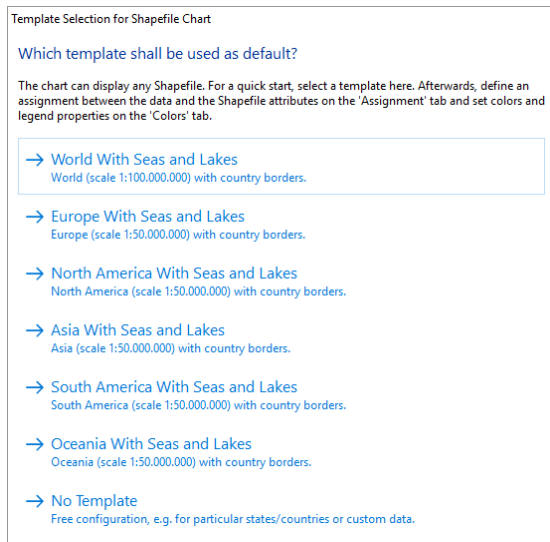 Template Selection for Shapefile Chart
Which template shall be used as default?
The chart can display any Shapefile. For a quick start, select a template here. Afterwards, define an
assignment between the data and the Shapefile attributes on the 'Assignment' tab and set colors and
legend properties on the 'Colors' tab.
World With Seas and Lakes
World (scale 1:100.000.000) with country borders.
Europe With Seas and Lakes
Europe (scale 1:50.000.000) with country borders.
North America With Seas and Lakes
North America (scale 1:50.000.000) with country borders.
Asia With Seas and Lakes
Asia (scale 1:50.000.000) with country borders.
South America With Seas and Lakes
South America (scale 1:50.000.000) with country borders.
Oceania With Seas and Lakes
Oceania (scale 1:50.000.000) with country borders.
No Template
Free configuration, e.g. for particular states/countries or custom data.